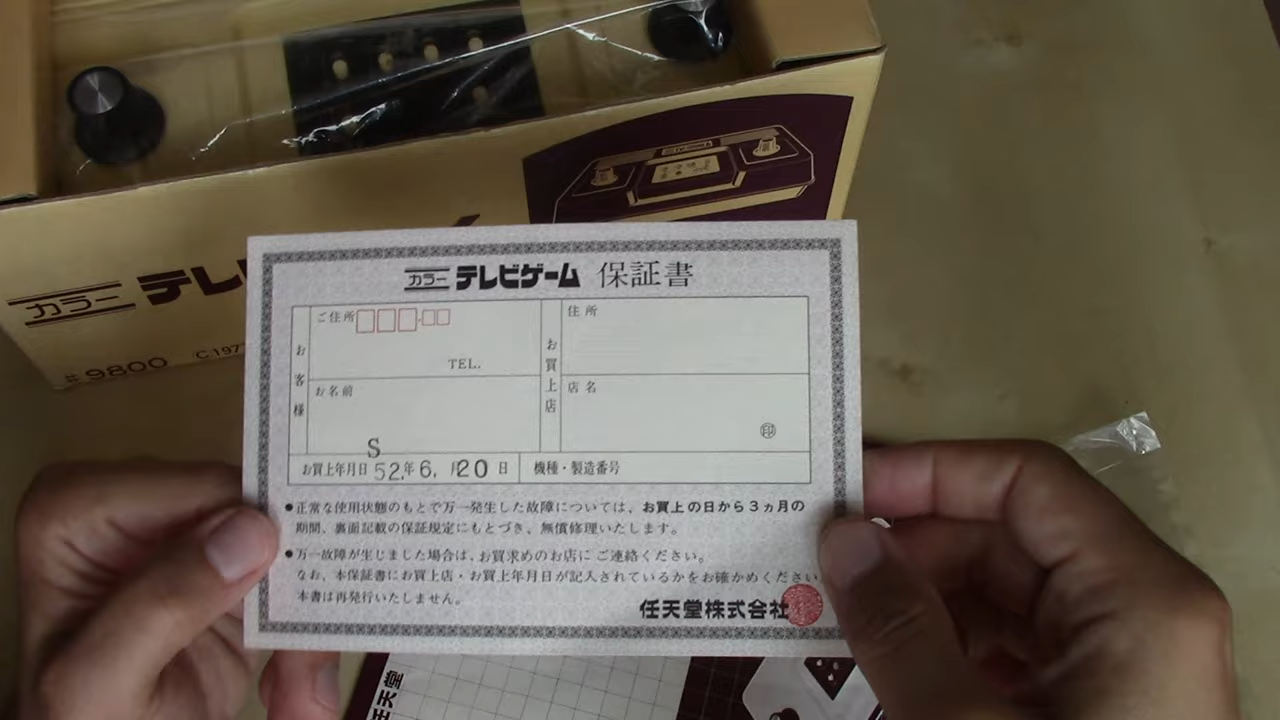 カラー テレ
#9800 C.197
カラー テレビゲーム 保証書
お客様
ご住所
TEL.
お名前
お買上店
住所
店名
印
S
お買上年月日 52.年 6. 月20 日
機種・製造番号
●正常な使用状態のもとで万一発生した故障については、お買上の日から3ヵ月の
期間、裏面記載の保証規定にもとづき、無償修理いたします。
●万一故障が生じました場合は、お買求めのお店にご連絡ください。
なお、本保証書にお買上店・お買上年月日が記入されているかをお確かめください
本書は再発行いたしません。
任天堂株式会社
任天堂